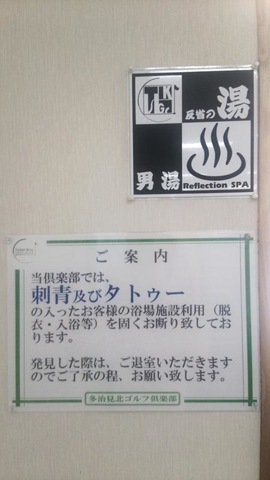 TK
GC
反省の湯
男湯
Reflection SPA
ご案内
当倶楽部では、
刺青及びタトゥー
の入ったお客様の浴場施設利用（脱
衣・入浴等）を固くお断り致してお
ります。
発見した際は、ご退室いただきます
のでご了承の程、お願い致します。
多治見北ゴルフ倶楽部